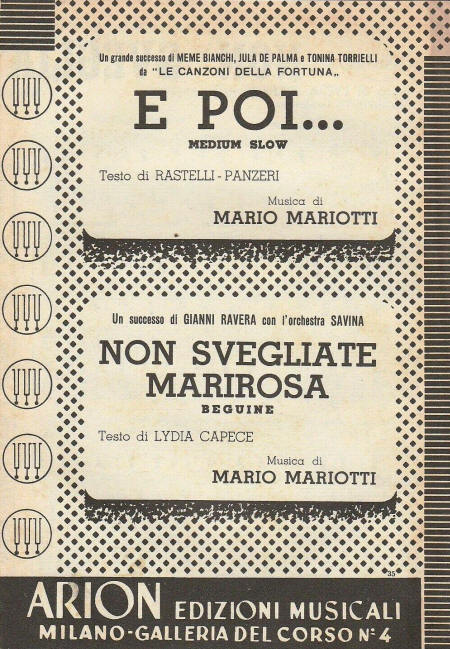 Un grande successo di MEME BIANCHI, JULA DE PALMA e TONINA TORRIELLI
da "LE CANZONI DELLA FORTUNA„
E POI...
MEDIUM SLOW
Testo di RASTELLI - PANZERI
Musica di
MARIO MARIOTTI
Un successo di GIANNI RAVERA con l'orchestra SAVINA
NON SVEGLIATE
MARIROSA
BEGUINE
Testo di LYDIA CAPECE
Musica di
MARIO MARIOTTI
35
ARION EDIZIONI MUSICALI
MILANO-GALLERIA DEL CORSO Nº 4